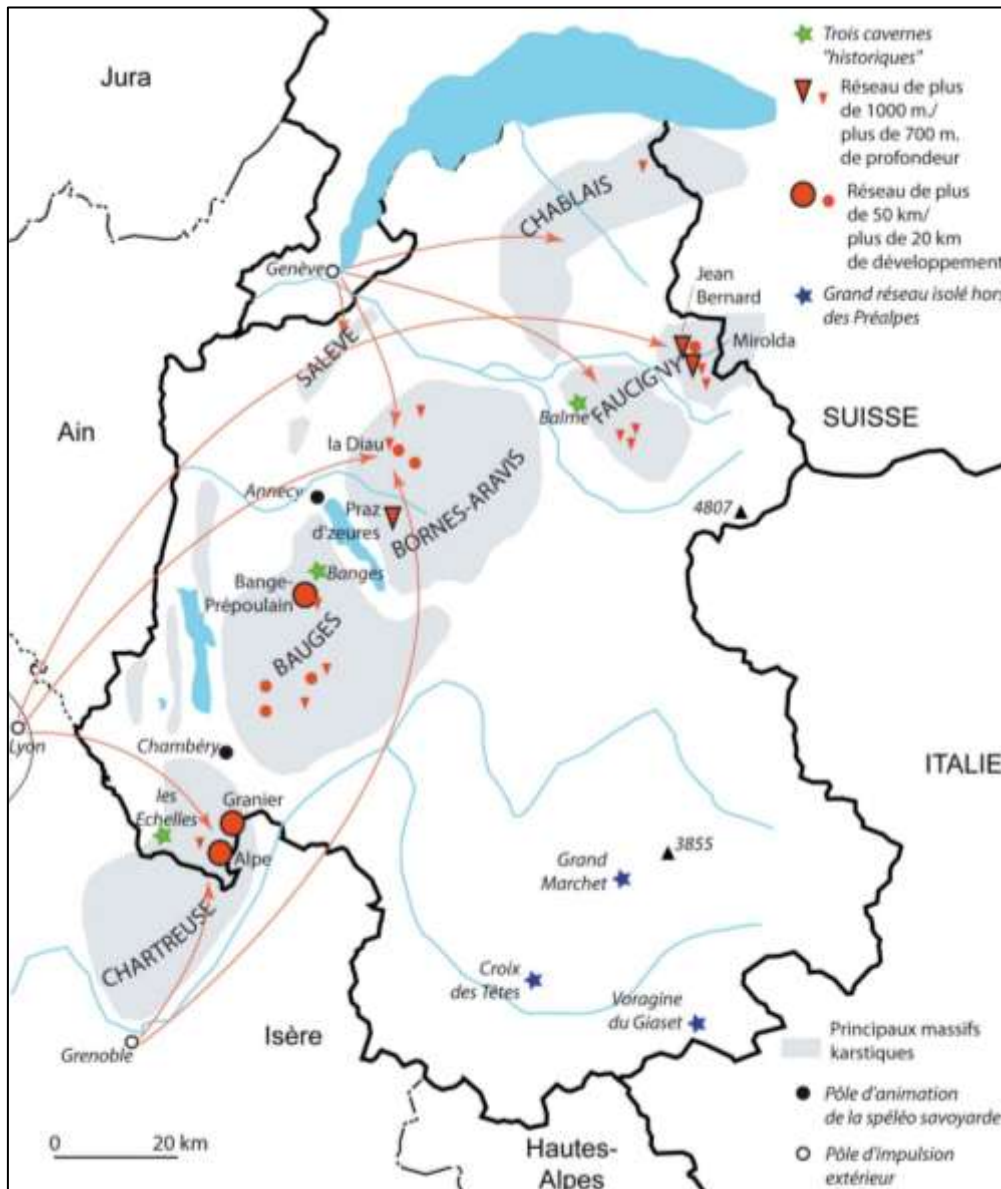 Jura
Trois cavernes
"historiques"
Réseau de plus
de 1000 m./
plus de 700 m.
de profondeur
Réseau de plus
de 50 km/
plus de 20 km
de développement
Grand réseau isolé hors
des Préalpes
CHABLAIS
Genève
Jean
Bernard
Mirolda
SALÈVE
FAUCIGNY
SUISSE
Balme
Ain
la Diau
Annecy
Praz
d'zeures
BORNES-ARAVIS
4807
Banges
Bange-
Prépoulain
BAUGES
Lyon
Chambéry
ITALIE
les
Echelles
Granier
Alpe
3855
Grand
Marchet
CHARTREUSE
Croix
des Têtes
Voragine
du Giaset
Isère
Grenoble
Principaux massifs
karstiques
Pôle d'animation
de la spéléo savoyarde
0 20 km
Hautes-
Alpes
Pôle d'impulsion
extérieur